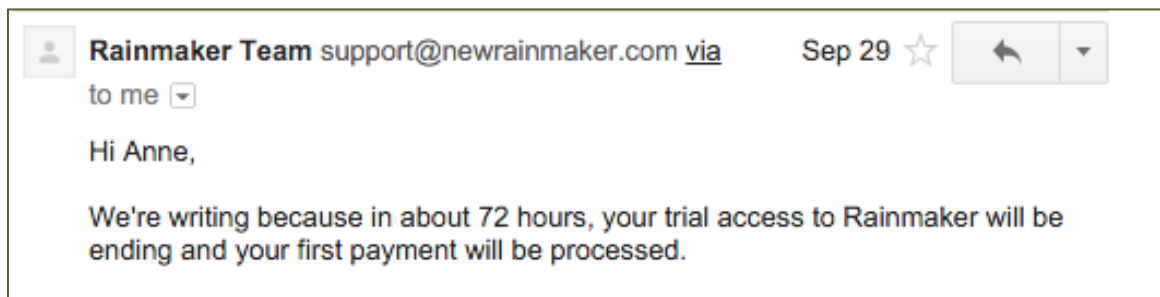 Rainmaker Team support@newrainmaker.com via Sep 29
to me
Hi Anne,
We're writing because in about 72 hours, your trial access to Rainmaker will be
ending and your first payment will be processed.